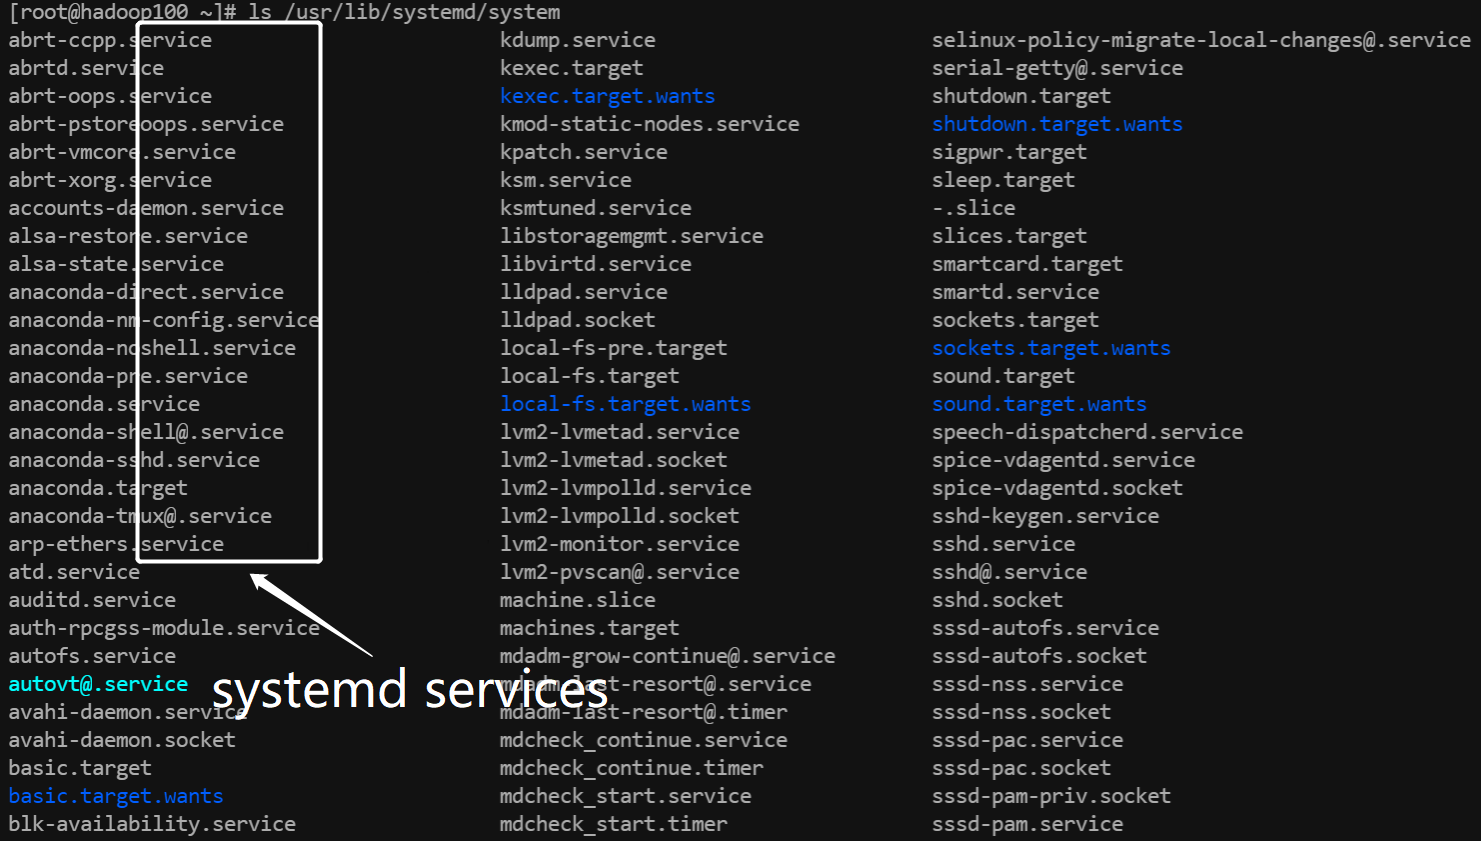 [root@hadoop100 ~]# ls /usr/lib/systemd/system
abrt-ccpp.service kdump.service selinux-policy-migrate-local-changes@.service
abrtd.service kexec.target serial-getty@.service
abrt-oops.service kexec.target.wants shutdown.target
abrt-pstoreoops.service kmod-static-nodes.service shutdown.target.wants
abrt-vmcore.service kpatch.service sigpwr.target
abrt-xorg.service ksm.service sleep.target
accounts-daemon.service ksmtuned.service -.slice
alsa-restore.service libstoragemgmt.service slices.target
alsa-state.service libvirtd.service smartcard.target
anaconda-direct.service lldpad.service smartd.service
anaconda-nm-config.service lldpad.socket sockets.target
anaconda-noshell.service local-fs-pre.target sockets.target.wants
anaconda-pre.service local-fs.target sound.target
anaconda.service local-fs.target.wants sound.target.wants
anaconda-shell@.service lvm2-lvmetad.service speech-dispatcherd.service
anaconda-sshd.service lvm2-lvmetad.socket spice-vdagentd.service
anaconda.target lvm2-lvmpolld.service spice-vdagentd.socket
anaconda-tmux@.service lvm2-lvmpolld.socket sshd-keygen.service
arp-ethers.service lvm2-monitor.service sshd.service
atd.service lvm2-pvscan@.service sshd@.service
auditd.service machine.slice sshd.socket
auth-rpcgss-module.service machines.target sssd-autofs.service
autofs.service mdadm-grow-continue@.service sssd-autofs.socket
autovt@.service mdadm-last-resort@.service sssd-nss.service
systemd services
avahi-daemon.service mdadm-last-resort@.timer sssd-nss.socket
avahi-daemon.socket mdcheck_continue.service sssd-pac.service
basic.target mdcheck_continue.timer sssd-pac.socket
basic.target.wants mdcheck_start.service sssd-pam-priv.socket
blk-availability.service mdcheck_start.timer sssd-pam.service